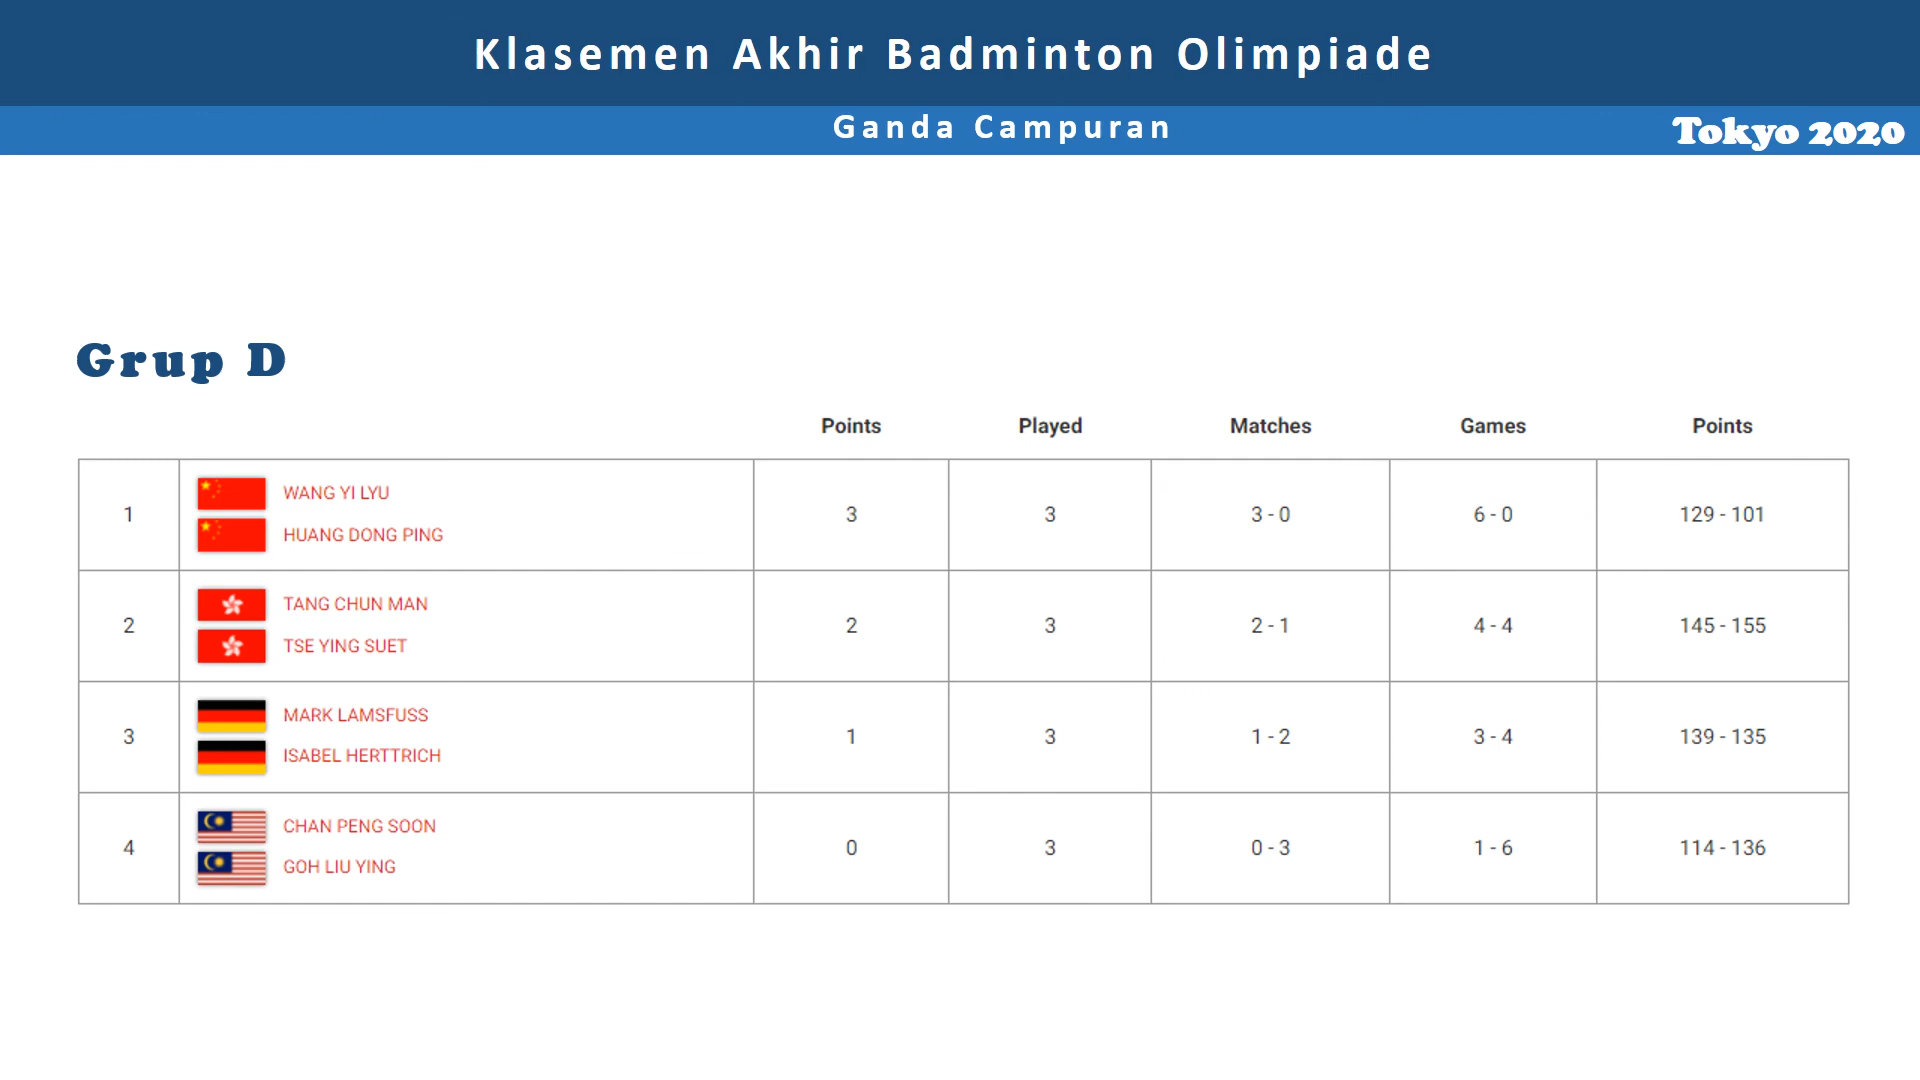 Klasemen Akhir Badminton Olimpiade
Ganda Campuran
Tokyo 2020
Grup D
Points Played Matches Games Points
1 WANG YI LYU HUANG DONG PING 3 3 3 - 0 6 - 0 129 - 101
2 TANG CHUN MAN TSE YING SUET 2 3 2 - 1 4 - 4 145 - 155
3 MARK LAMSFUSS ISABEL HERTTRICH 1 3 1 - 2 3 - 4 139 - 135
4 CHAN PENG SOON GOH LIU YING 0 3 0 - 3 1 - 6 114 - 136